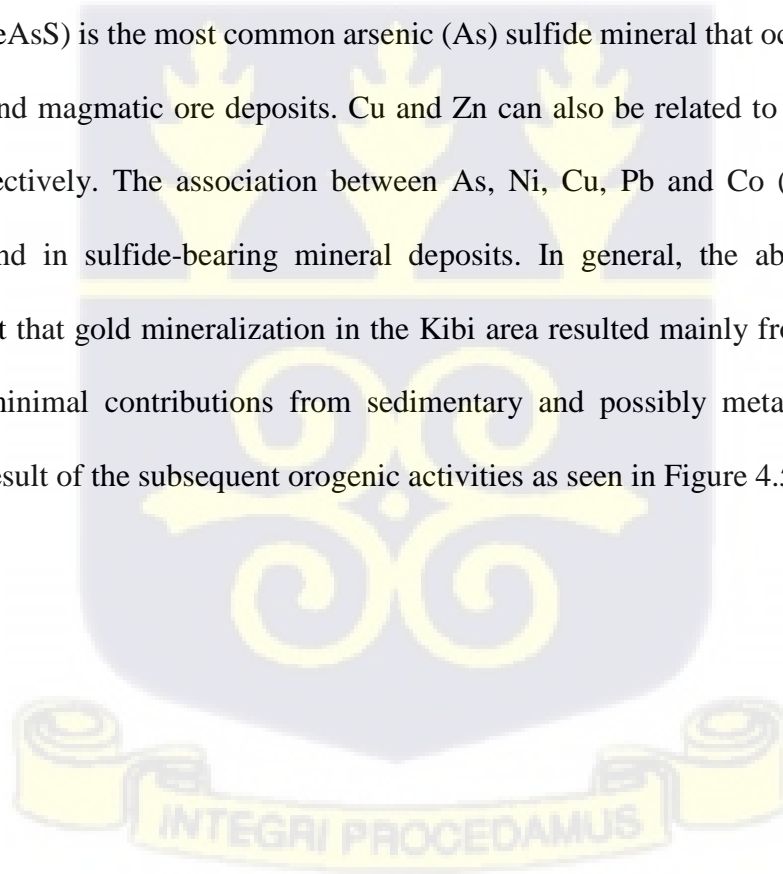 eAsS) is the most common arsenic (As) sulfide mineral that oc
nd magmatic ore deposits. Cu and Zn can also be related to
ectively. The association between As, Ni, Cu, Pb and Co (
nd in sulfide-bearing mineral deposits. In general, the ab
t that gold mineralization in the Kibi area resulted mainly fr
minimal contributions from sedimentary and possibly meta
esult of the subsequent orogenic activities as seen in Figure 4.5
INTEGRI PROCEDAMUS